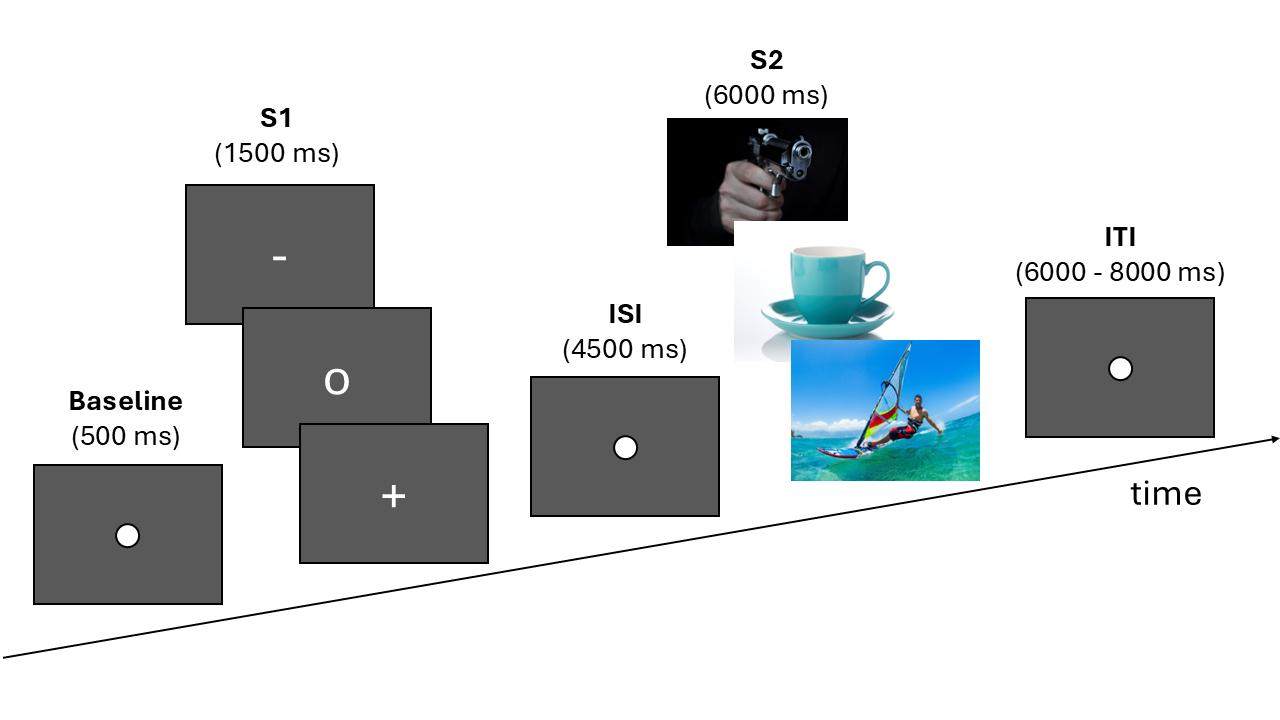 Baseline
(500 ms)
S1
(1500 ms)
-
o
+
ISI
(4500 ms)
S2
(6000 ms)
ITI
(6000 - 8000 ms)
time